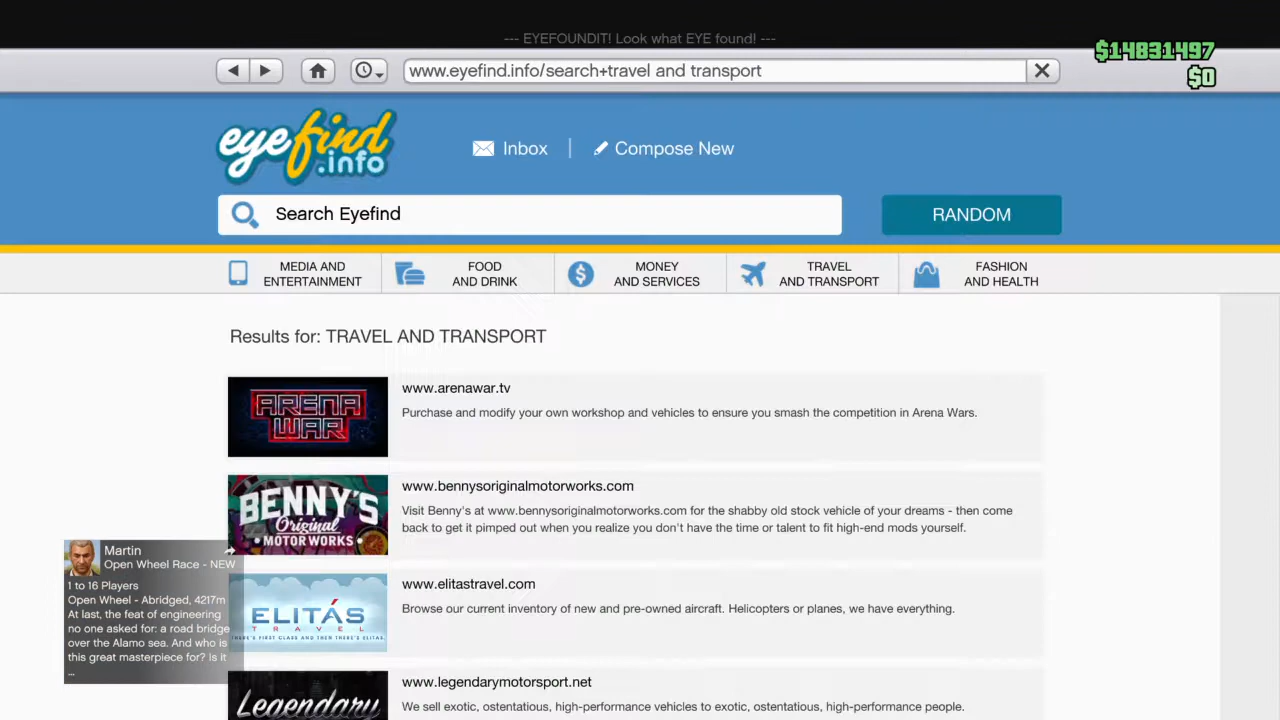 --- EYEFOUNDIT! Look what EYE found! ---
$14831497
$0
www.eyefind.info/search+travel and transport
eyefind
.info
Inbox
Compose New
Search Eyefind
RANDOM
MEDIA AND
ENTERTAINMENT
FOOD
AND DRINK
MONEY
AND SERVICES
TRAVEL
AND TRANSPORT
FASHION
AND HEALTH
Results for: TRAVEL AND TRANSPORT
ARENA
WAR
www.arenawar.tv
Purchase and modify your own workshop and vehicles to ensure you smash the competition in Arena Wars.
BENNY'S
Original
MOTOR WORKS
www.bennysoriginalmotorworks.com
Visit Benny's at www.bennysoriginalmotorworks.com for the shabby old stock vehicle of your dreams - then come
back to get it pimped out when you realize you don't have the time or talent to fit high-end mods yourself.
ELITÁS
TRAVEL
THERE'S FIRST CLASS AND THEN THERE'S ELITAS.
www.elitastravel.com
Browse our current inventory of new and pre-owned aircraft. Helicopters or planes, we have everything.
Legendary
www.legendarymotorsport.net
We sell exotic, ostentatious, high-performance vehicles to exotic, ostentatious, high-performance people.
Martin
Open Wheel Race - NEW
1 to 16 Players
Open Wheel - Abridged, 4217m
At last, the feat of engineering
no one asked for: a road bridge
over the Alamo sea. And who is
this great masterpiece for? Is it
...